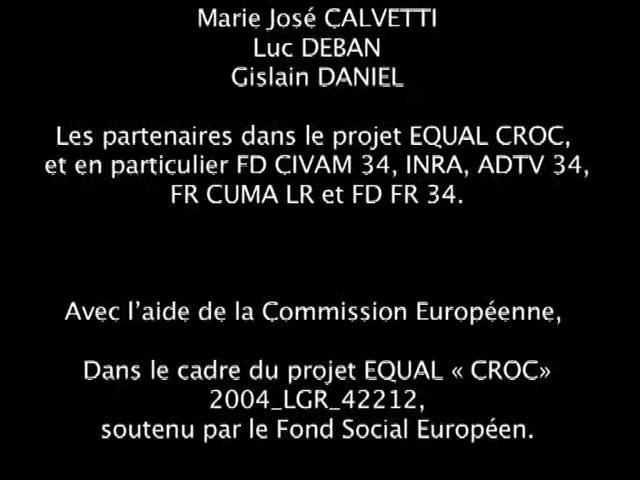 Marie José CALVETTI
Luc DEBAN
Gislain DANIEL
Les partenaires dans le projet EQUAL CROC,
et en particulier FD CIVAM 34, INRA, ADTV 34,
FR CUMA LR et FD FR 34.
Avec l’aide de la Commission Européenne,
Dans le cadre du projet EQUAL « CROC»
2004_LGR_42212,
soutenu par le Fond Social Européen.